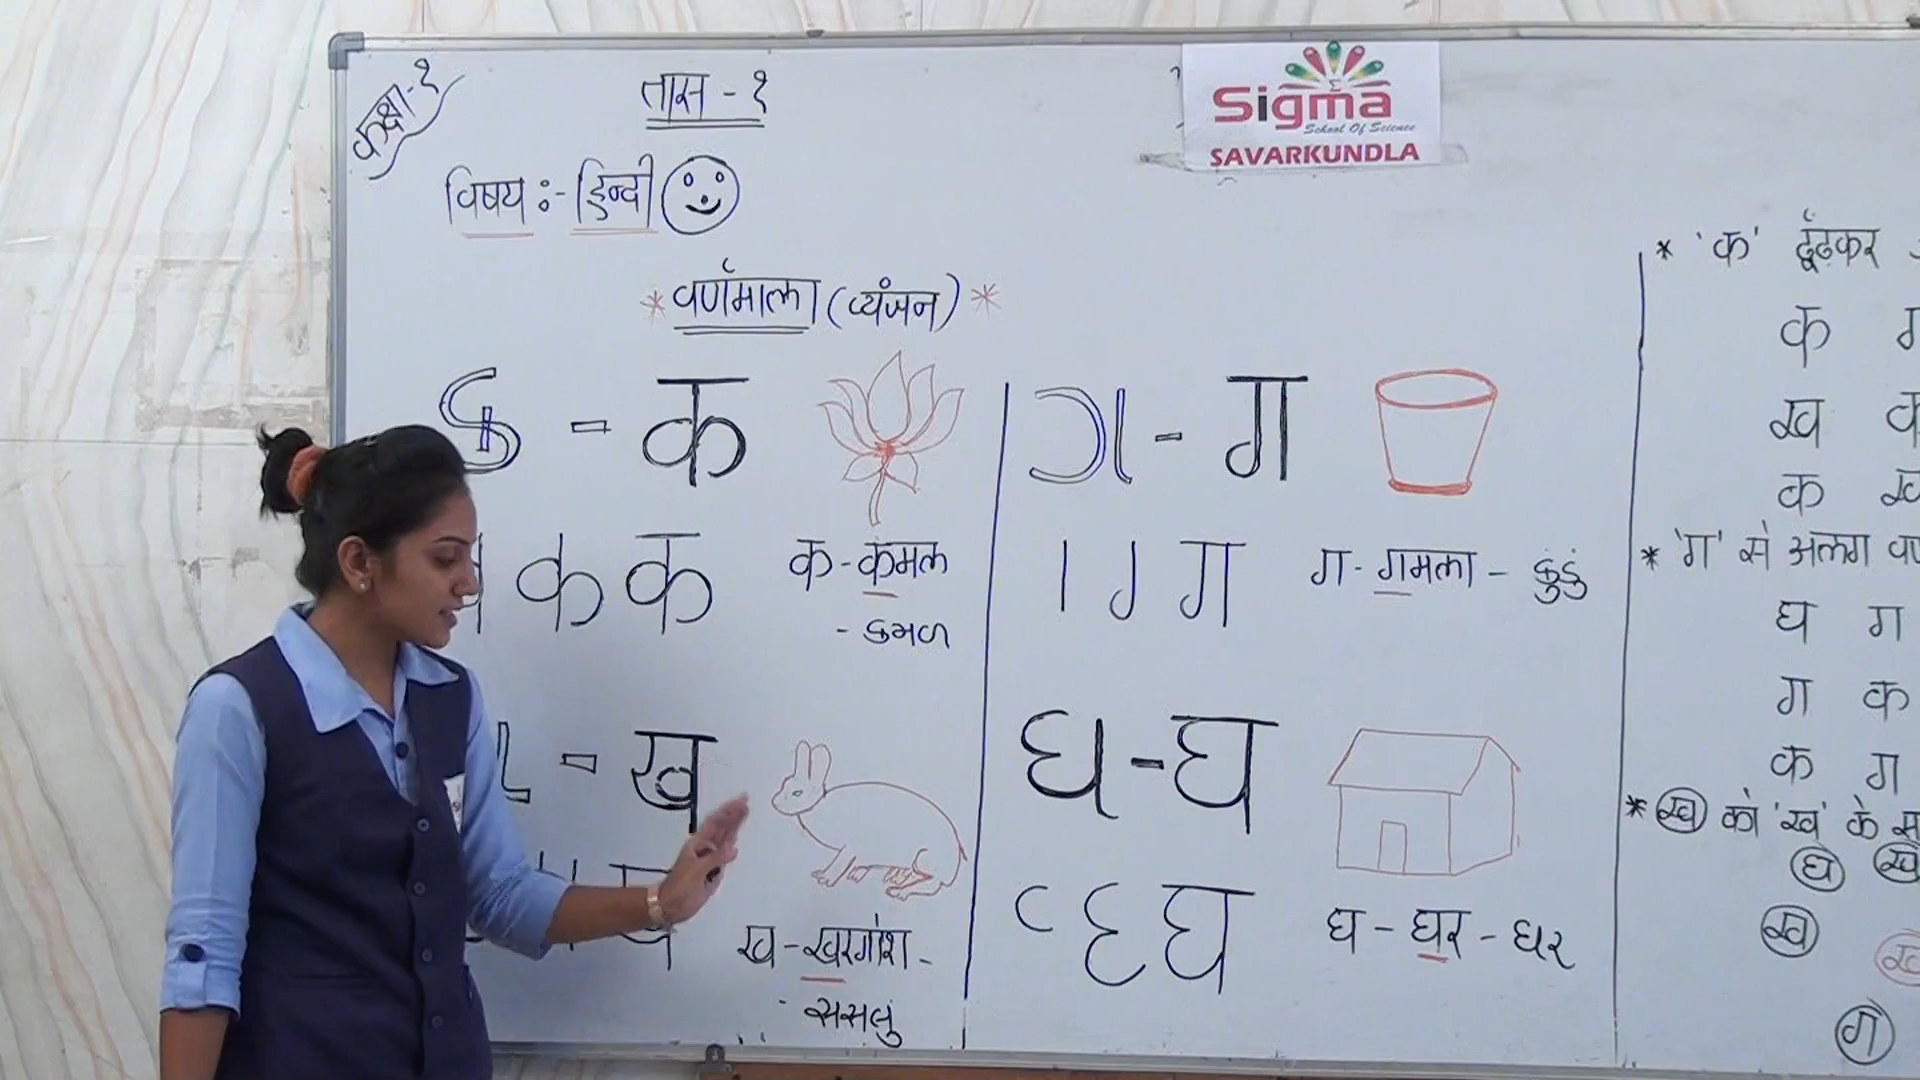 कक्षा-१
तास - १
Sigma
School Of Science
SAVARKUNDLA
विषय :- हिन्दी
* वर्णमाला (व्यंजन) *
ક - क
क क
क - कमल
- કમળ
- ख
ख - खरगोश -
- સસલું
ગ - ग
। ग
ग - गमला - કુંડું
ઘ - घ
घ
घ - घर - ઘર
* 'क' ढूँढ़कर
क ग
ख क
क ख
* 'ग' से अलग
घ ग
ग क
क ग
* ख को 'ख' के
घ ख
ख
ग